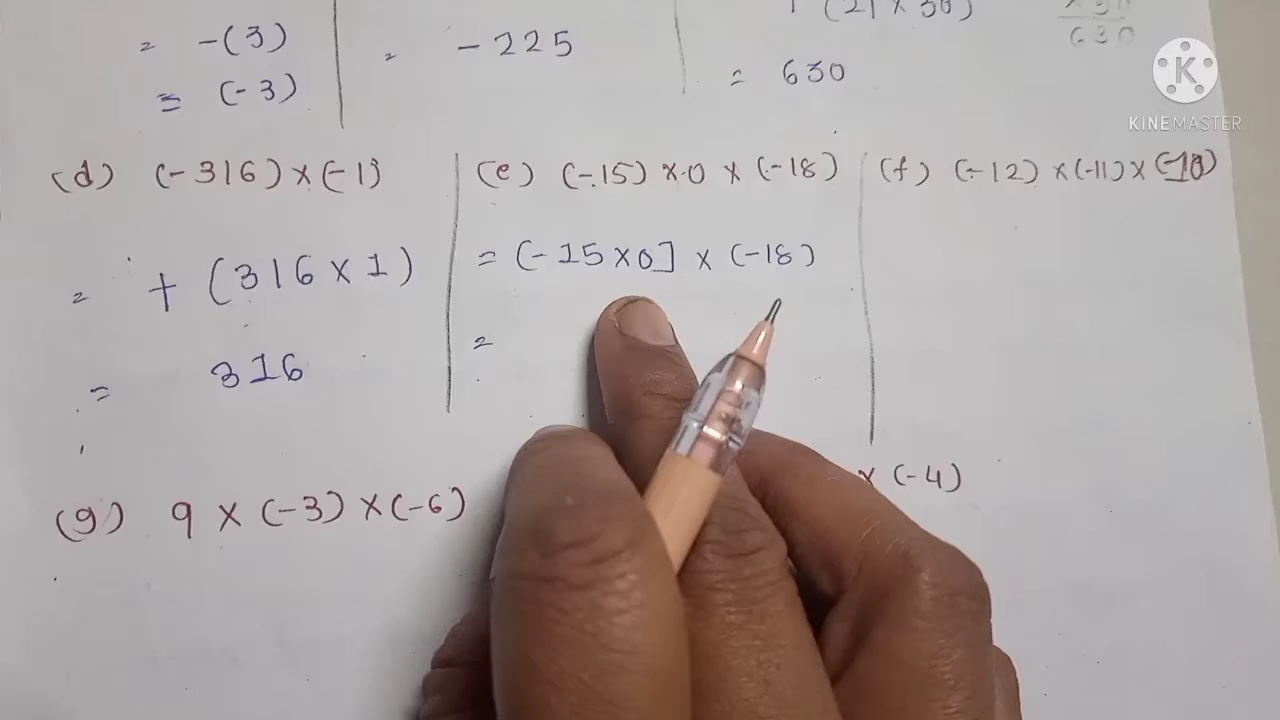 = -(3)
= (-3)
= -225
(21 × 30)
630
= 630
KINEMASTER
(d) (-316) × (-1)
= + (316 × 1)
= 316
(e) (-15) × 0 × (-18)
= (-15 × 0] × (-18)
=
(f) (-12) × (-11) × (-10)
(g) 9 × (-3) × (-6)
× (-4)